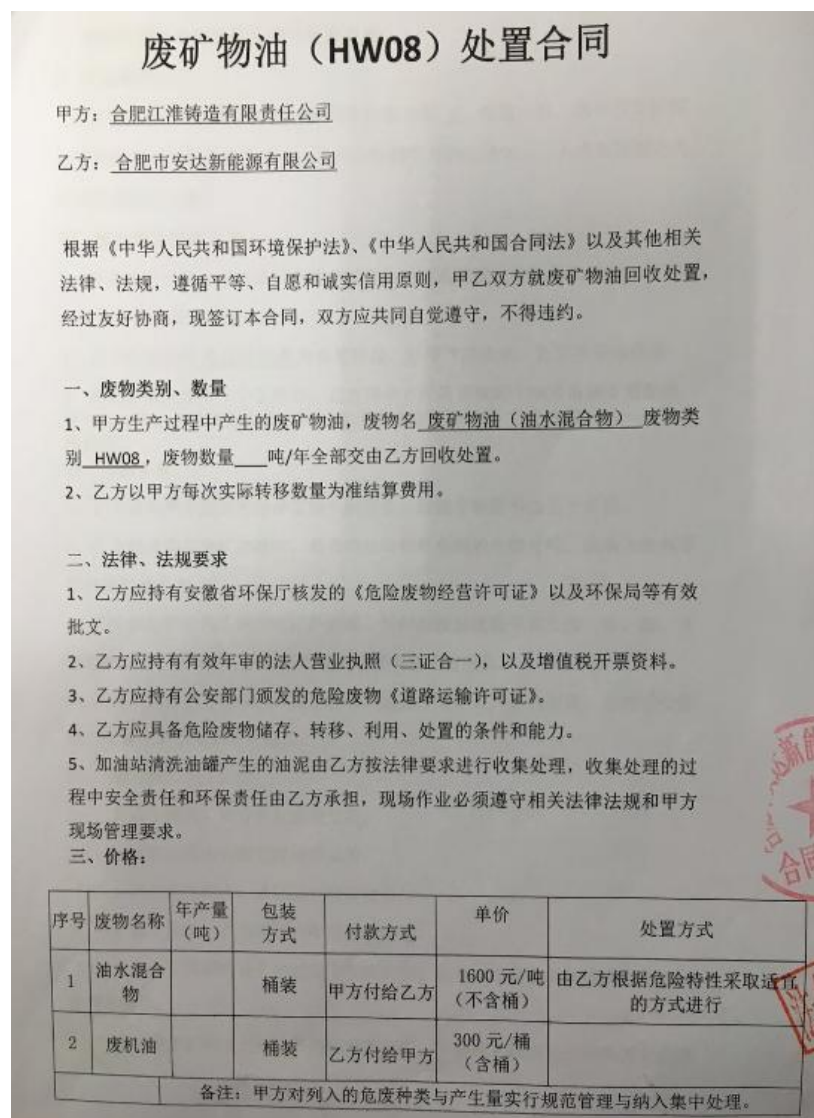 废矿物油（HW08）处置合同
甲方：合肥江淮铸造有限责任公司
乙方：合肥市安达新能源有限公司
根据《中华人民共和国环境保护法》、《中华人民共和国合同法》以及其他相关
法律、法规，遵循平等、自愿和诚实信用原则，甲乙双方就废矿物油回收处置，
经过友好协商，现签订本合同，双方应共同自觉遵守，不得违约。
一、废物类别、数量
1、甲方生产过程中产生的废矿物油，废物名 废矿物油（油水混合物） 废物类
别 HW08，废物数量___吨/年全部交由乙方回收处置。
2、乙方以甲方每次实际转移数量为准结算费用。
二、法律、法规要求
1、乙方应持有安徽省环保厅核发的《危险废物经营许可证》以及环保局等有效
批文。
2、乙方应持有有效年审的法人营业执照（三证合一），以及增值税开票资料。
3、乙方应持有公安部门颁发的危险废物《道路运输许可证》。
4、乙方应具备危险废物储存、转移、利用、处置的条件和能力。
5、加油站清洗油罐产生的油泥由乙方按法律要求进行收集处理，收集处理的过
程中安全责任和环保责任由乙方承担，现场作业必须遵守相关法律法规和甲方
现场管理要求。
三、价格：
序号 废物名称 年产量（吨） 包装方式 付款方式 单价 处置方式
1 油水混合物 桶装 甲方付给乙方 1600元/吨（不含桶） 由乙方根据危险特性采取适宜的方式进行
2 废机油 桶装 乙方付给甲方 300元/桶（含桶）
备注：甲方对列入的危废种类与产生量实行规范管理与纳入集中处理。
新能
合同